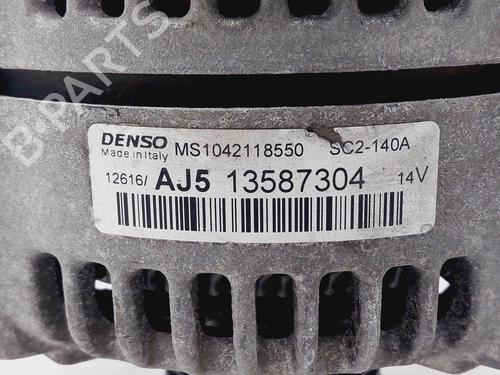 B-PARTS
DENSO MS1042118550 SC2-140A
Made in Italy
12616/ AJ5 13587304 14V